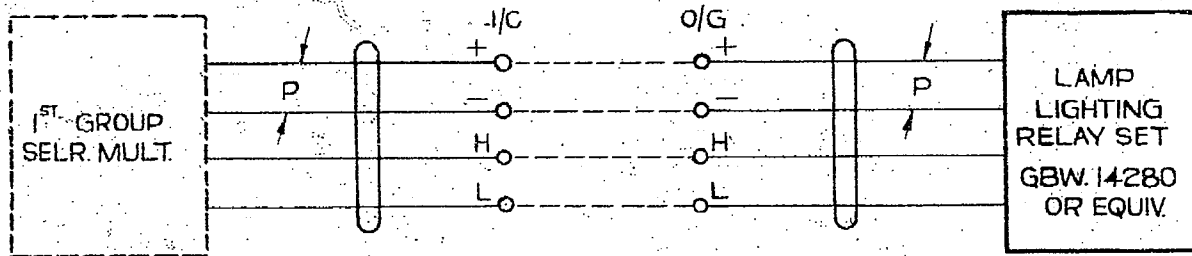 1ST. GROUP
SELR. MULT.
P
I/C
O/G
+
+
−
−
H
H
L
L
P
LAMP
LIGHTING
RELAY SET
GBW. 14280
OR EQUIV.